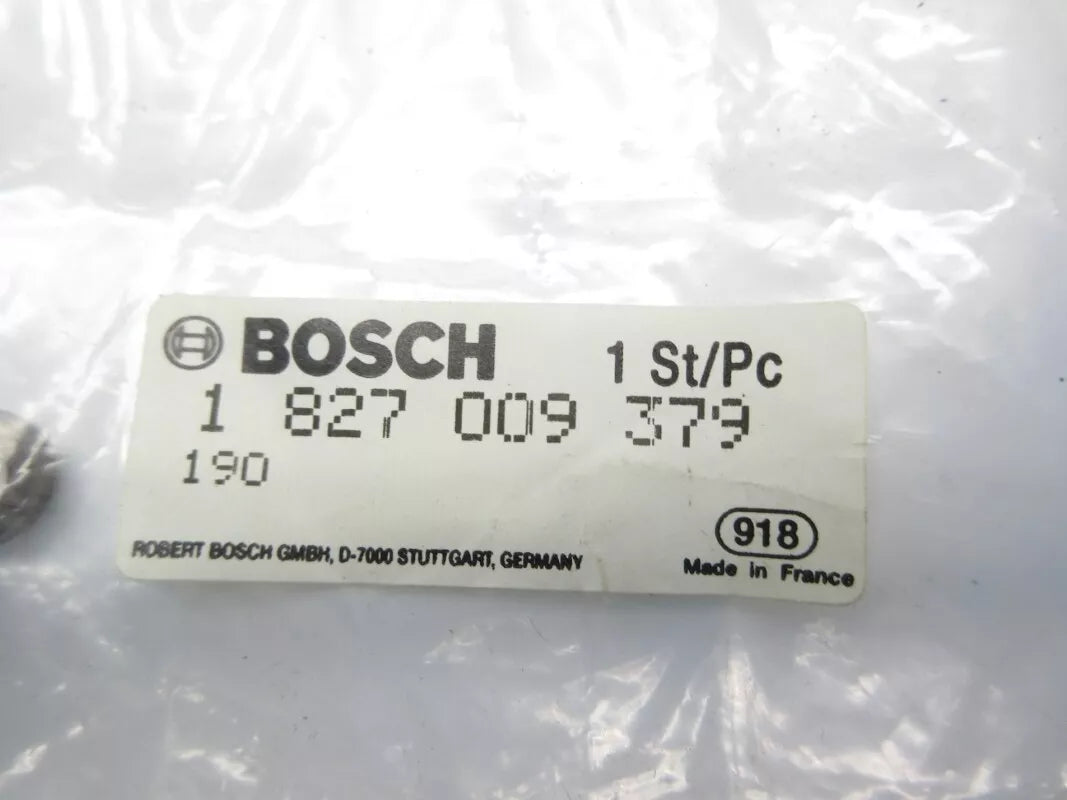 BOSCH 1 St/Pc
1 827 009 379
190
918
ROBERT BOSCH GMBH, D-7000 STUTTGART, GERMANY
Made in France